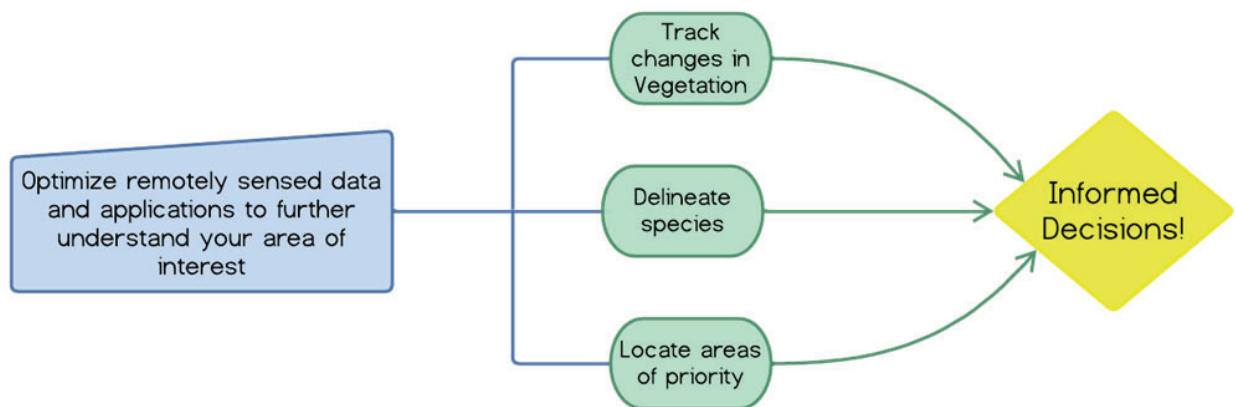 Optimize remotely sensed data
and applications to further
understand your area of
interest
Track
changes in
Vegetation
Delineate
species
Locate areas
of priority
Informed
Decisions!